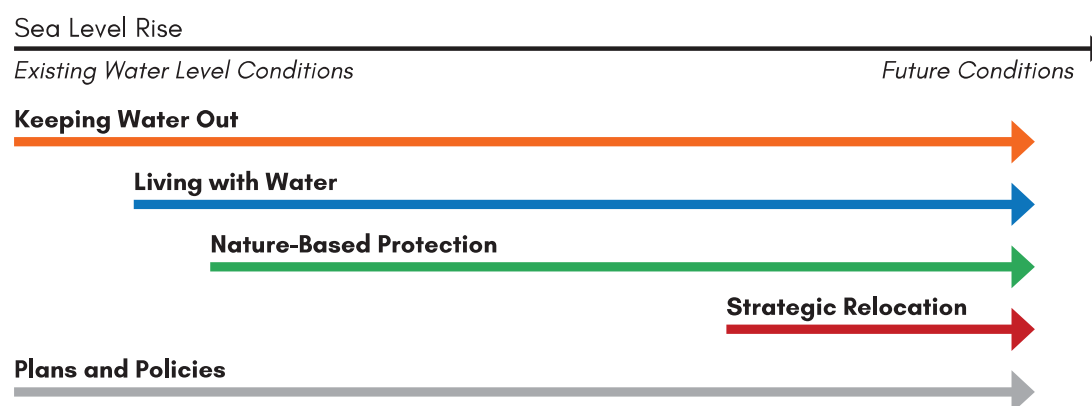 Sea Level Rise
Existing Water Level Conditions
Future Conditions
Keeping Water Out
Living with Water
Nature-Based Protection
Strategic Relocation
Plans and Policies